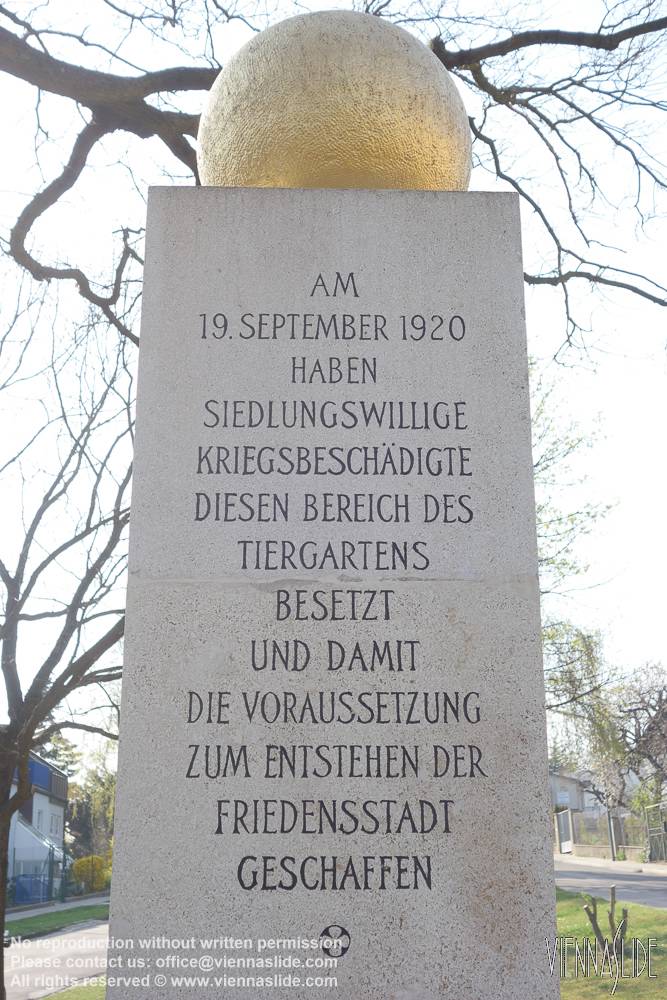 AM
19. SEPTEMBER 1920
HABEN
SIEDLUNGSWILLIGE
KRIEGSBESCHÄDIGTE
DIESEN BEREICH DES
TIERGARTENS
BESETZT
UND DAMIT
DIE VORAUSSETZUNG
ZUM ENTSTEHEN DER
FRIEDENSSTADT
GESCHAFFEN
No reproduction without written permission
Please contact: office@viennaslide.com
All rights reserved © www.viennaslide.com
VIENNASLIDE